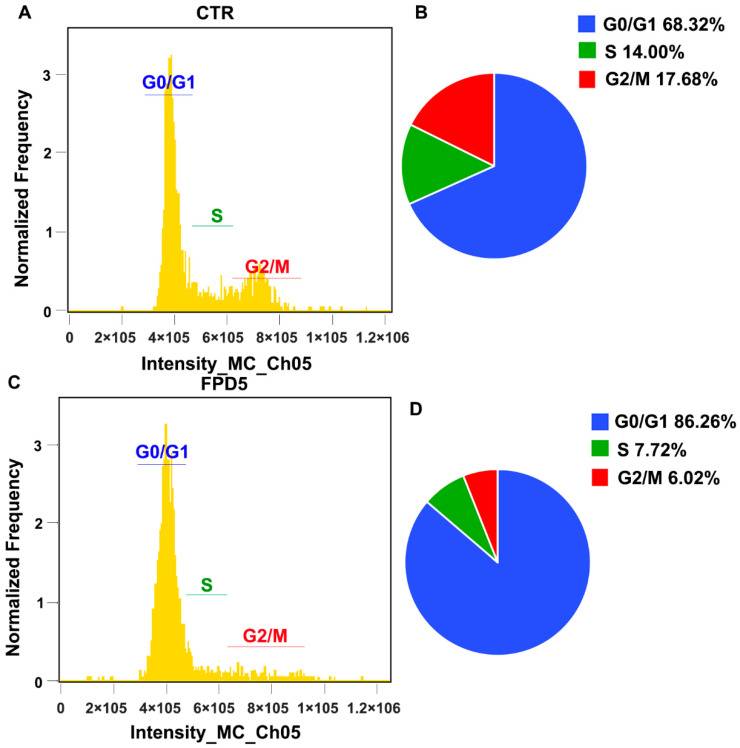 A
CTR
3
2
1
0
Normalized Frequency
G0/G1
S
G2/M
0
2×105
4×105
6×105
8×105
1×105
1.2×106
Intensity_MC_Ch05
B
G0/G1 68.32%
S 14.00%
G2/M 17.68%
C
FPD5
3
2
1
0
Normalized Frequency
G0/G1
S
G2/M
0
2×105
4×105
6×105
8×105
1×105
1.2×106
Intensity_MC_Ch05
D
G0/G1 86.26%
S 7.72%
G2/M 6.02%